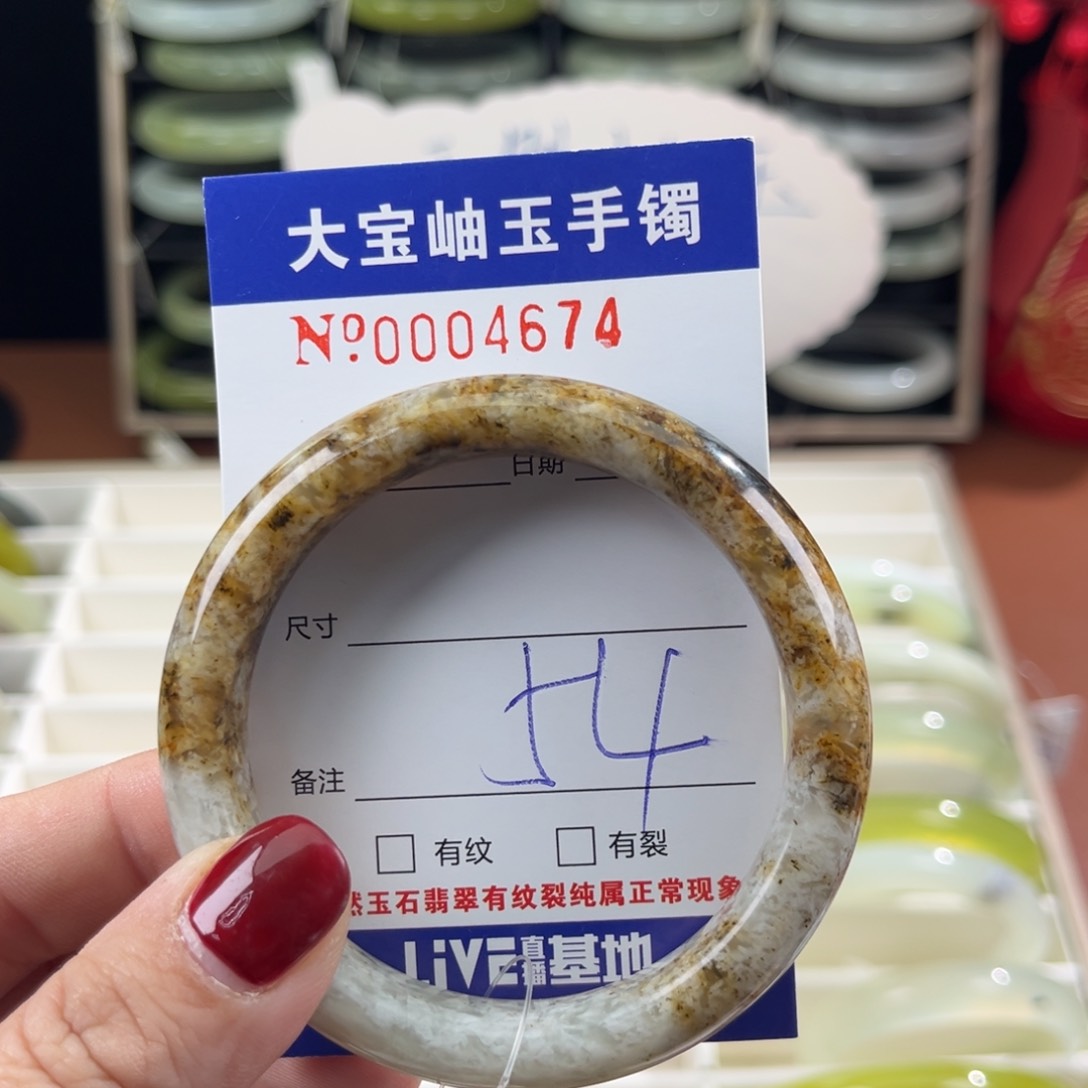 大宝岫玉手镯
Nº.0004674
日期
尺寸
54
备注
有纹 有裂
然玉石翡翠有纹裂纯属正常现象
LiVE直播基地